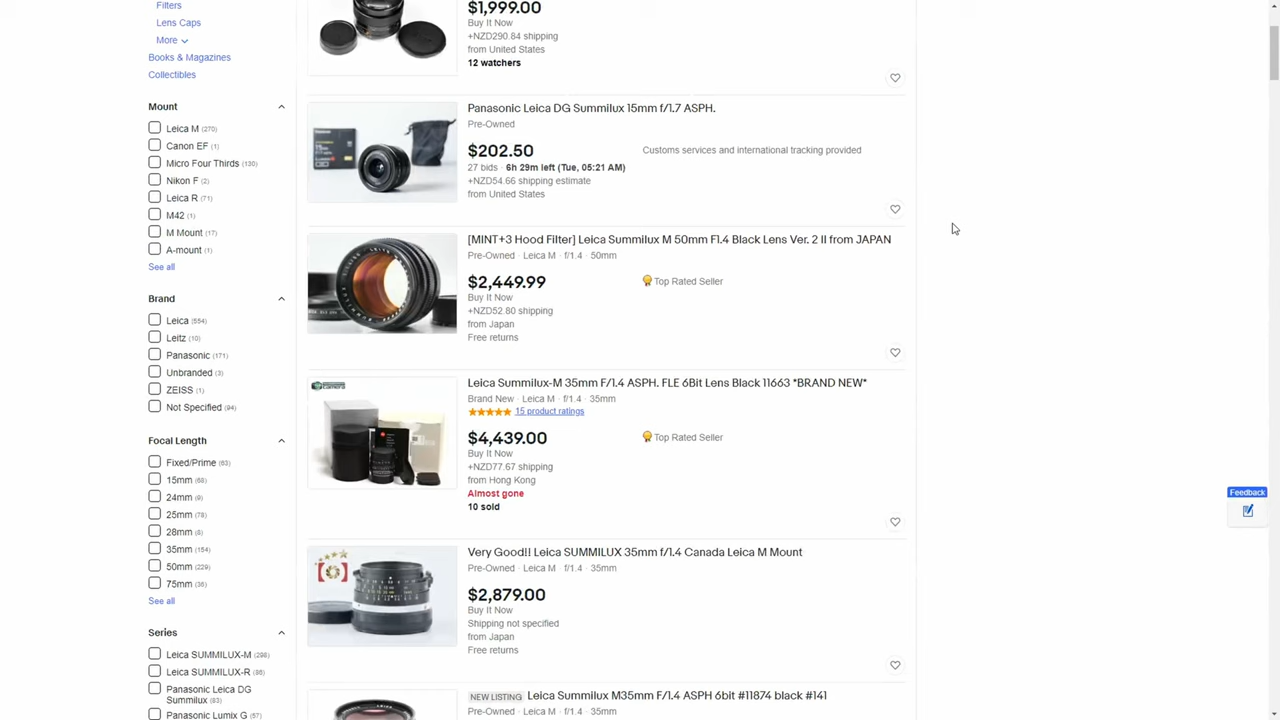 Filters
Lens Caps
More
Books & Magazines
Collectibles
Mount
Leica M (270)
Canon EF (1)
Micro Four Thirds (130)
Nikon F (2)
Leica R (71)
M42 (1)
M Mount (17)
A-mount (1)
See all
Brand
Leica (554)
Leitz (10)
Panasonic (171)
Unbranded (3)
ZEISS (1)
Not Specified (94)
Focal Length
Fixed/Prime (63)
15mm (68)
24mm (9)
25mm (78)
28mm (8)
35mm (154)
50mm (229)
75mm (36)
See all
Series
Leica SUMMILUX-M (298)
Leica SUMMILUX-R (86)
Panasonic Leica DG
Summilux (83)
Panasonic Lumix G (57)
$1,999.00
Buy It Now
+NZD290.84 shipping
from United States
12 watchers
Panasonic Leica DG Summilux 15mm f/1.7 ASPH.
Pre-Owned
$202.50
Customs services and international tracking provided
27 bids · 6h 29m left (Tue, 05:21 AM)
+NZD54.66 shipping estimate
from United States
[MINT+3 Hood Filter] Leica Summilux M 50mm F1.4 Black Lens Ver. 2 II from JAPAN
Pre-Owned · Leica M · f/1.4 · 50mm
$2,449.99
Top Rated Seller
Buy It Now
+NZD52.80 shipping
from Japan
Free returns
Leica Summilux-M 35mm F/1.4 ASPH. FLE 6Bit Lens Black 11663 *BRAND NEW*
Brand New · Leica M · f/1.4 · 35mm
15 product ratings
$4,439.00
Top Rated Seller
Buy It Now
+NZD77.67 shipping
from Hong Kong
Almost gone
10 sold
Very Good!! Leica SUMMILUX 35mm f/1.4 Canada Leica M Mount
Pre-Owned · Leica M · f/1.4 · 35mm
$2,879.00
Buy It Now
Shipping not specified
from Japan
Free returns
NEW LISTING Leica Summilux M35mm F/1.4 ASPH 6bit #11874 black #141
Pre-Owned · Leica M · f/1.4 · 35mm
Feedback